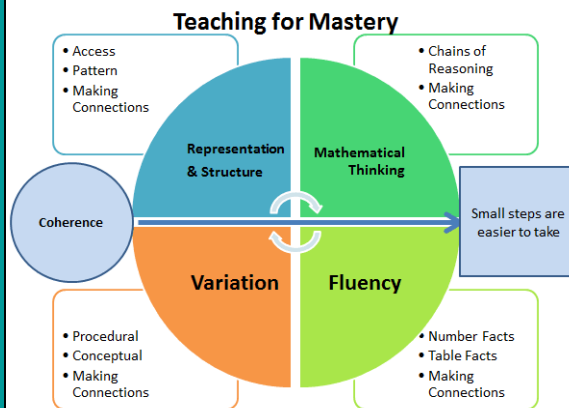 Teaching for Mastery
• Access
• Pattern
• Making
Connections
• Chains of
Reasoning
• Making
Connections
Representation
& Structure
Mathematical
Thinking
Coherence
Small steps are
easier to take
Variation
Fluency
• Procedural
• Conceptual
• Making
Connections
• Number Facts
• Table Facts
• Making
Connections